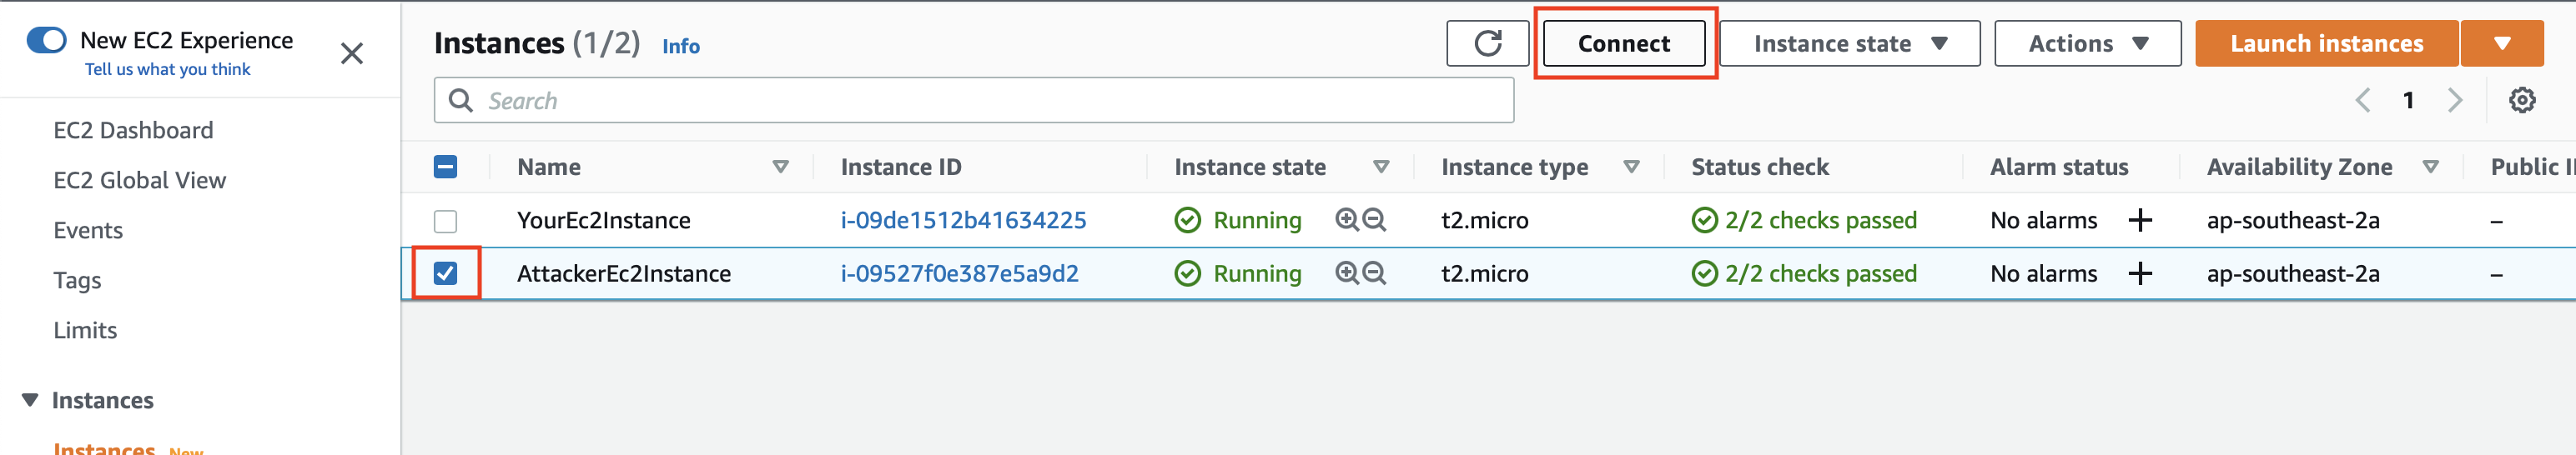 New EC2 Experience
Tell us what you think
EC2 Dashboard
EC2 Global View
Events
Tags
Limits
Instances
Instances New
Instances (1/2) Info
Connect
Instance state
Actions
Launch instances
Search
1
Name Instance ID Instance state Instance type Status check Alarm status Availability Zone Public
YourEc2Instance i-09de1512b41634225 Running t2.micro 2/2 checks passed No alarms + ap-southeast-2a –
AttackerEc2Instance i-09527f0e387e5a9d2 Running t2.micro 2/2 checks passed No alarms + ap-southeast-2a –